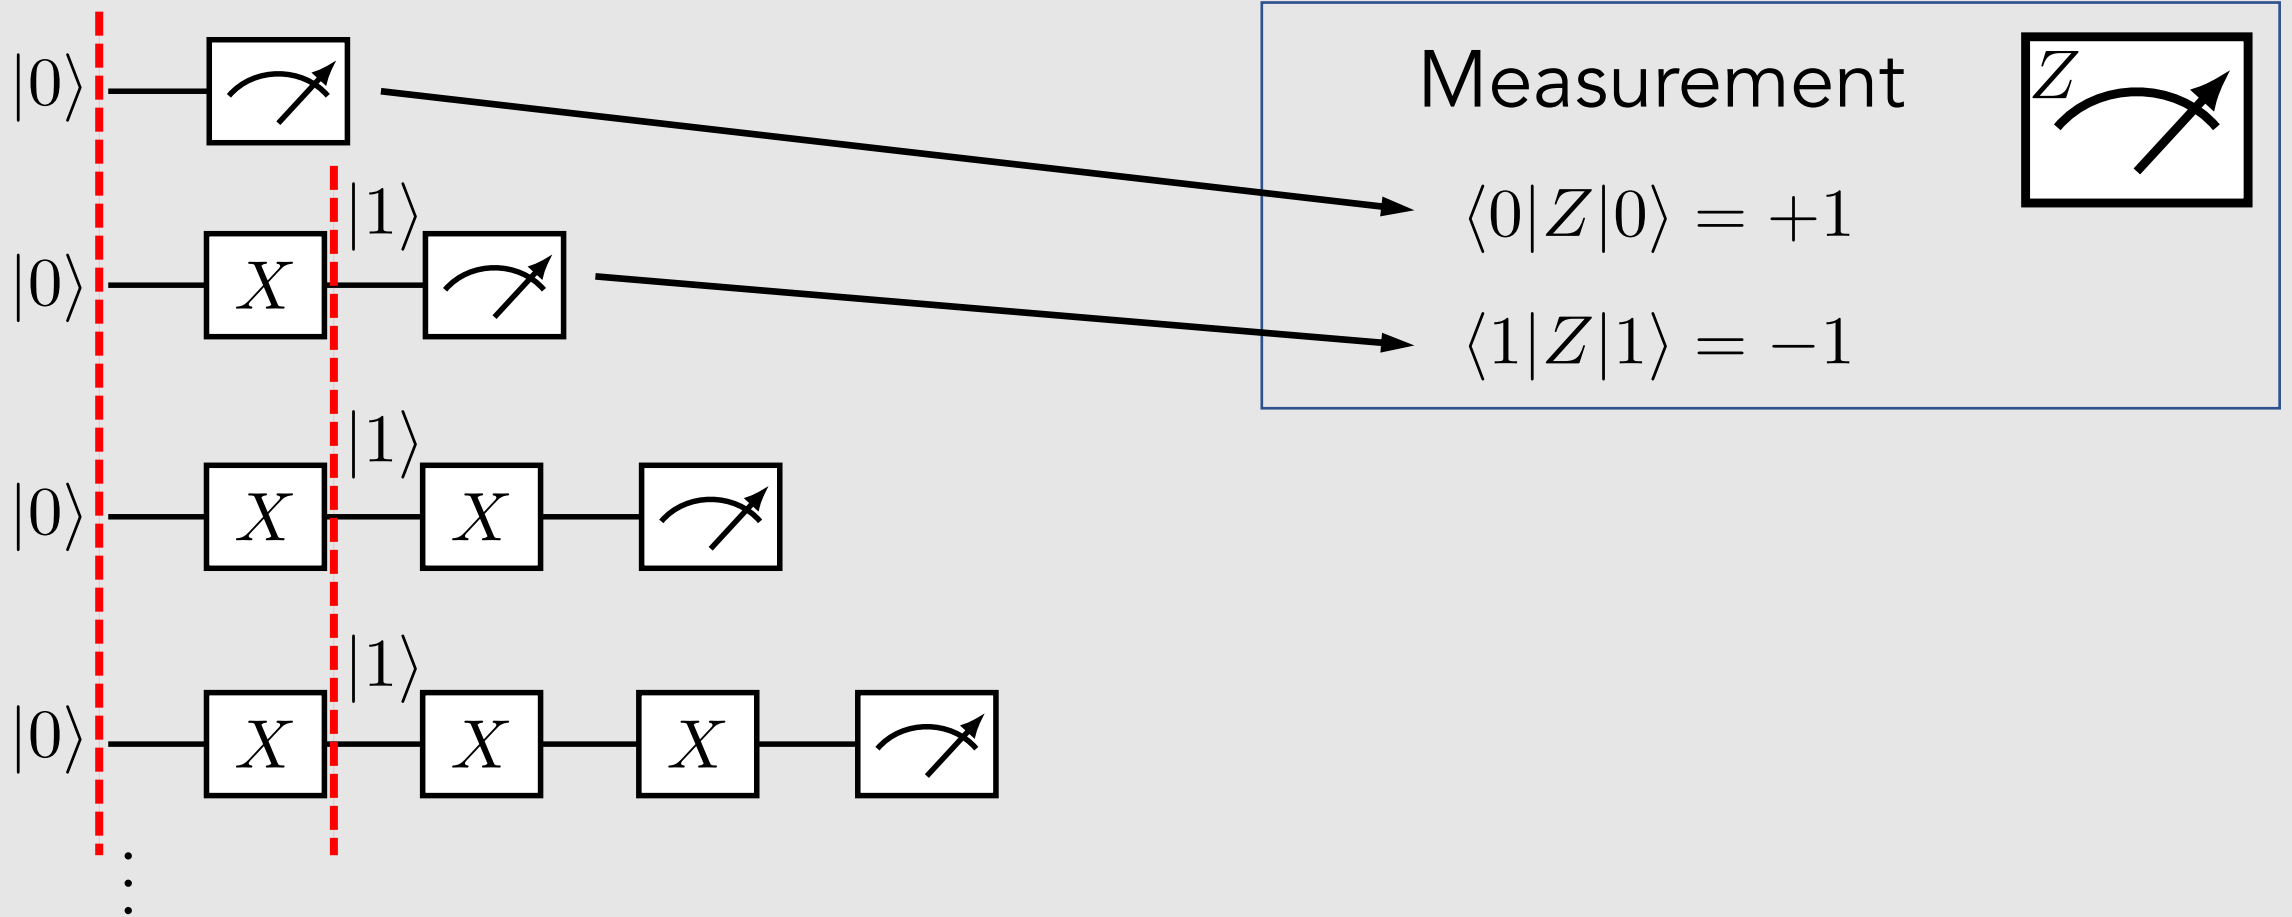 |0⟩
|0⟩ X |1⟩
|0⟩ X |1⟩ X
|0⟩ X |1⟩ X X
⋮
Measurement Z
⟨0|Z|0⟩ = +1
⟨1|Z|1⟩ = −1